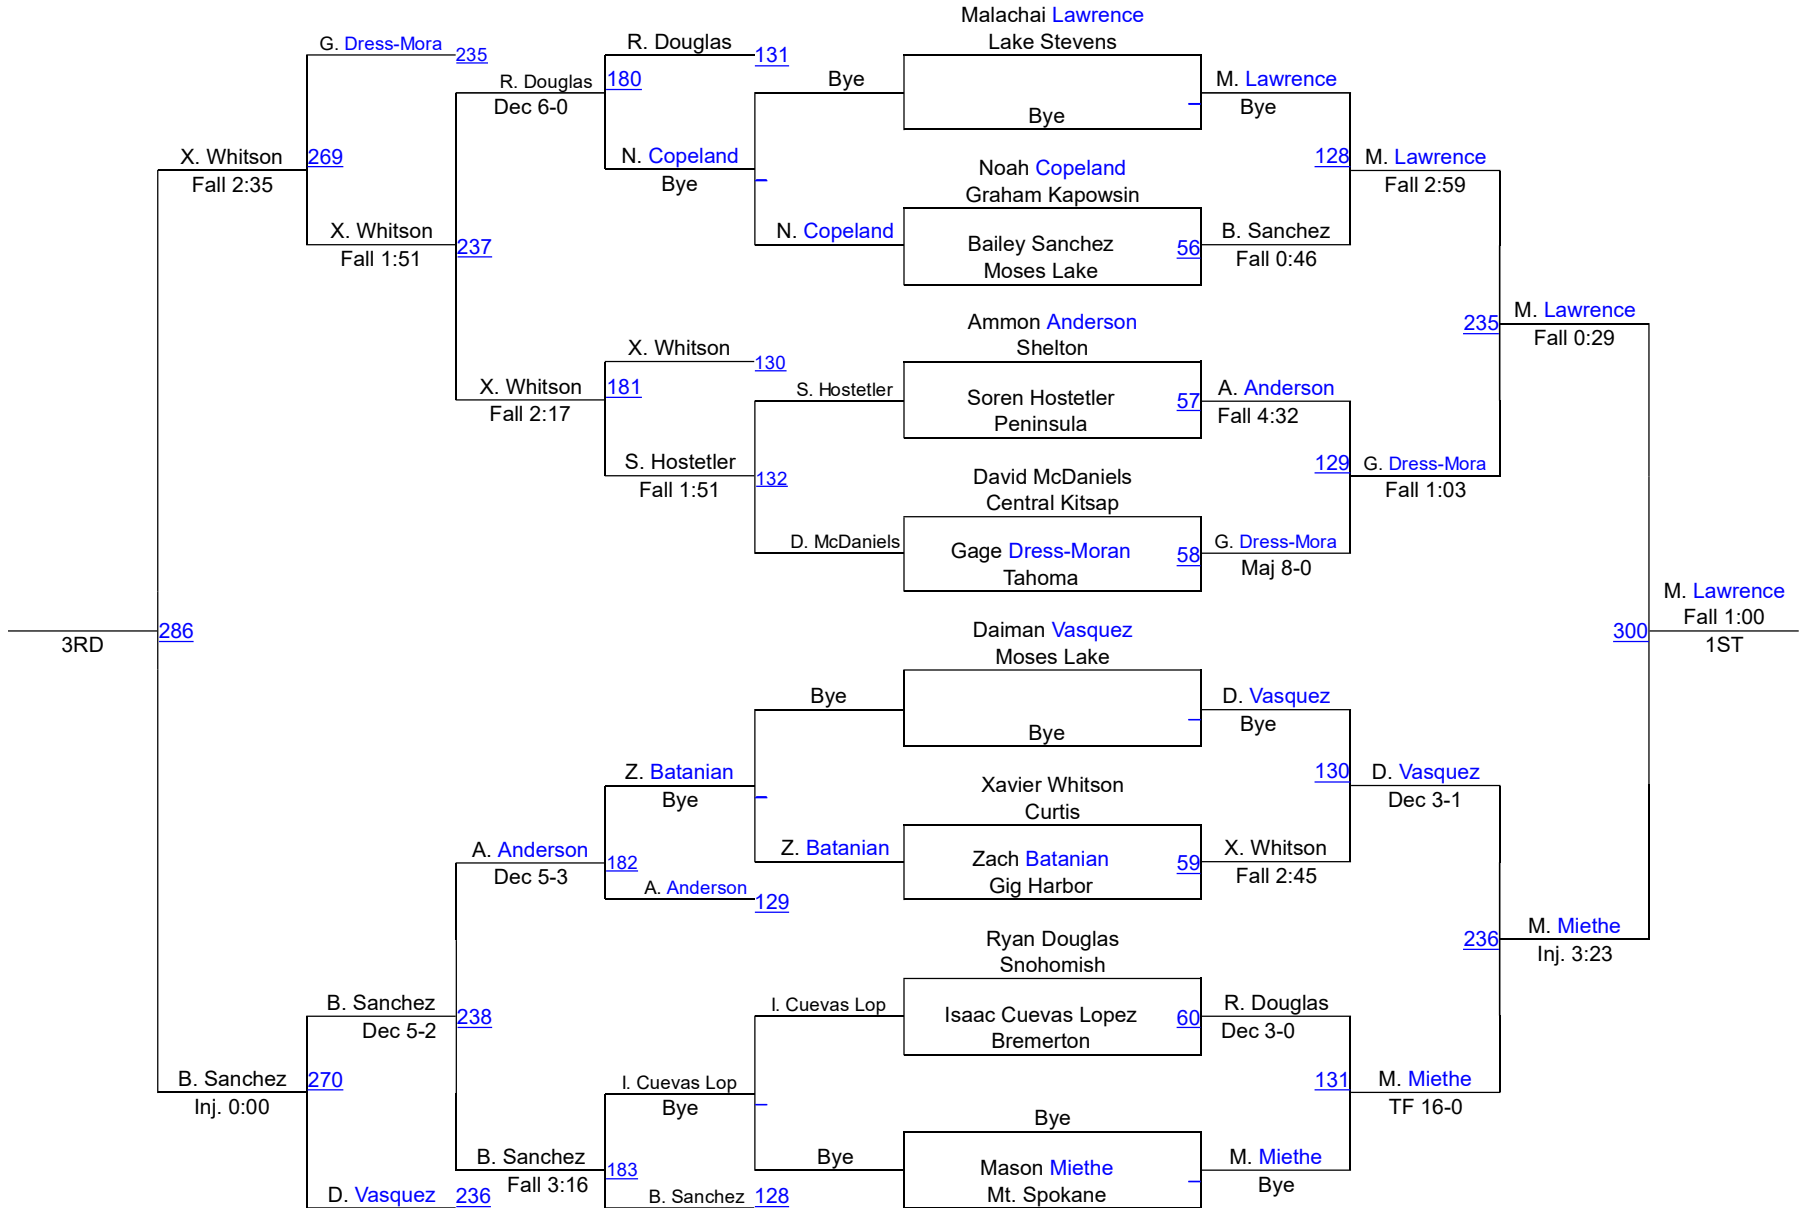 Malachai Lawrence
Lake Stevens
Bye
M. Lawrence
Bye
Noah Copeland
Graham Kapowsin
Bailey Sanchez
Moses Lake
56
B. Sanchez
Fall 0:46
128
M. Lawrence
Fall 2:59
Ammon Anderson
Shelton
Soren Hostetler
Peninsula
57
A. Anderson
Fall 4:32
David McDaniels
Central Kitsap
Gage Dress-Moran
Tahoma
58
G. Dress-Mora
Maj 8-0
129
G. Dress-Mora
Fall 1:03
235
M. Lawrence
Fall 0:29
Daiman Vasquez
Moses Lake
Bye
D. Vasquez
Bye
Xavier Whitson
Curtis
Zach Batanian
Gig Harbor
59
X. Whitson
Fall 2:45
130
D. Vasquez
Dec 3-1
Ryan Douglas
Snohomish
Isaac Cuevas Lopez
Bremerton
60
R. Douglas
Dec 3-0
Bye
Mason Miethe
Mt. Spokane
M. Miethe
Bye
131
M. Miethe
TF 16-0
236
M. Miethe
Inj. 3:23
300
M. Lawrence
Fall 1:00
1ST
Bye
N. Copeland
R. Douglas
131
N. Copeland
Bye
180
R. Douglas
Dec 6-0
S. Hostetler
D. McDaniels
132
X. Whitson
130
S. Hostetler
Fall 1:51
181
X. Whitson
Fall 2:17
237
G. Dress-Mora
235
X. Whitson
Fall 1:51
269
X. Whitson
Fall 2:35
Bye
Z. Batanian
Z. Batanian
Bye
A. Anderson
129
182
A. Anderson
Dec 5-3
I. Cuevas Lop
Bye
I. Cuevas Lop
Bye
B. Sanchez
128
183
B. Sanchez
Fall 3:16
238
B. Sanchez
Dec 5-2
D. Vasquez
236
270
B. Sanchez
Inj. 0:00
286
3RD